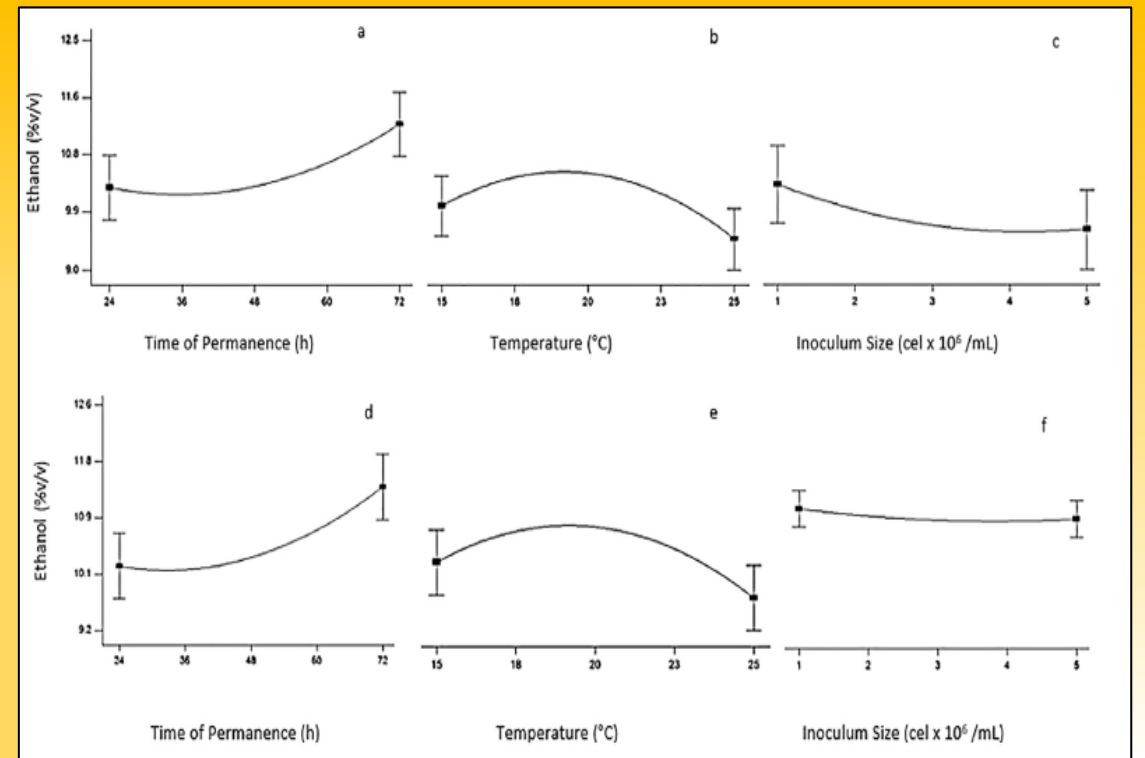 a b c
Ethanol (%v/v)
12.5
11.6
10.8
9.9
9.0
24 36 48 60 72 15 18 20 23 25 1 2 3 4 5
Time of Permanence (h) Temperature (°C) Inoculum Size (cel x 10⁶ /mL)
d e f
Ethanol (%v/v)
12.6
11.8
10.9
10.1
9.2
24 36 48 60 72 15 18 20 23 25 1 2 3 4 5
Time of Permanence (h) Temperature (°C) Inoculum Size (cel x 10⁶ /mL)